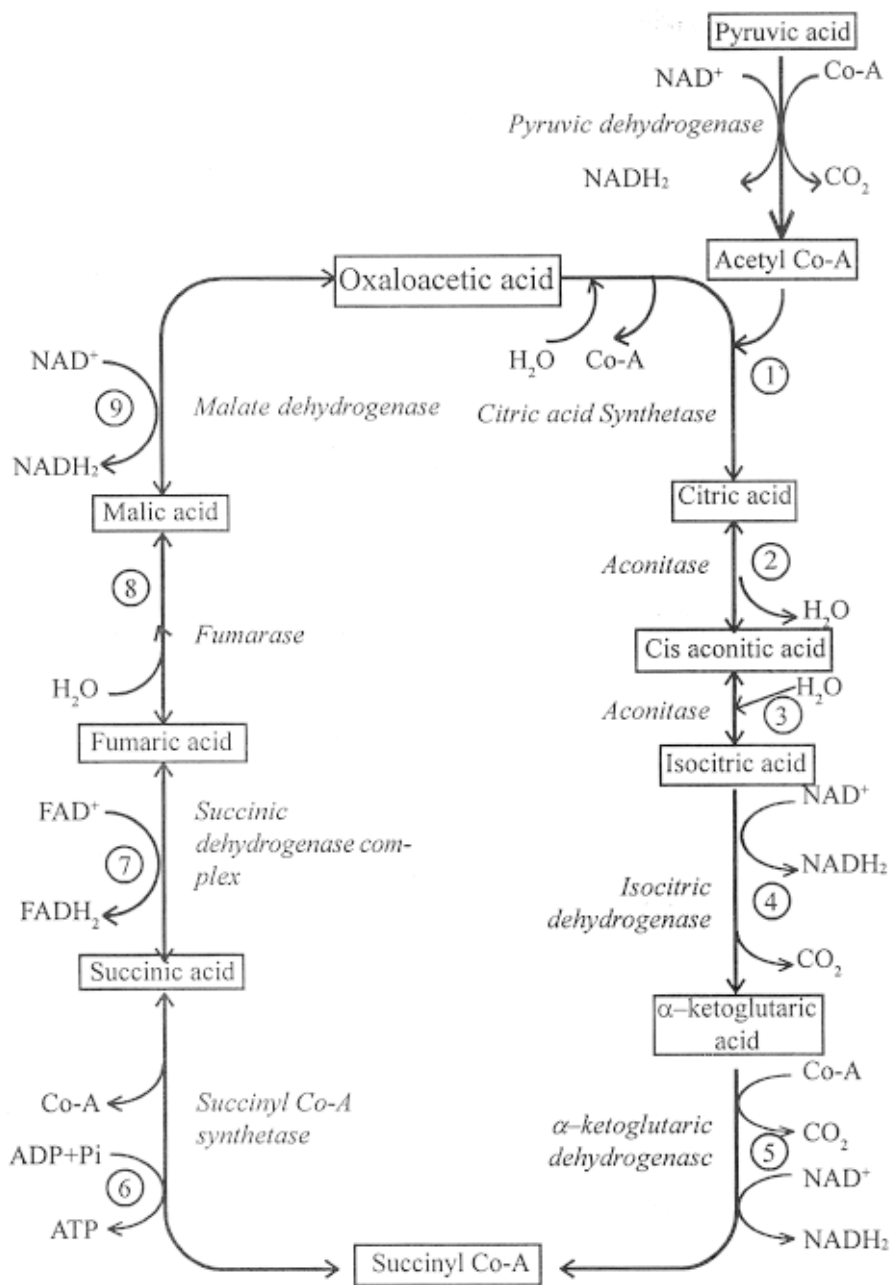 Pyruvic acid
NAD⁺
Co-A
Pyruvic dehydrogenase
NADH₂
CO₂
Acetyl Co-A
Oxaloacetic acid
H₂O
Co-A
1
Citric acid Synthetase
NAD⁺
9
Malate dehydrogenase
NADH₂
Malic acid
Citric acid
Aconitase
2
H₂O
Cis aconitic acid
8
Fumarase
H₂O
Fumaric acid
H₂O
Aconitase
3
Isocitric acid
NAD⁺
NADH₂
Isocitric
dehydrogenase
4
CO₂
FAD⁺
7
FADH₂
Succinic
dehydrogenase com-
plex
Succinic acid
α–ketoglutaric
acid
Co-A
CO₂
α–ketoglutaric
dehydrogenasc
5
NAD⁺
NADH₂
Co-A
Succinyl Co-A
synthetase
ADP+Pi
6
ATP
Succinyl Co-A